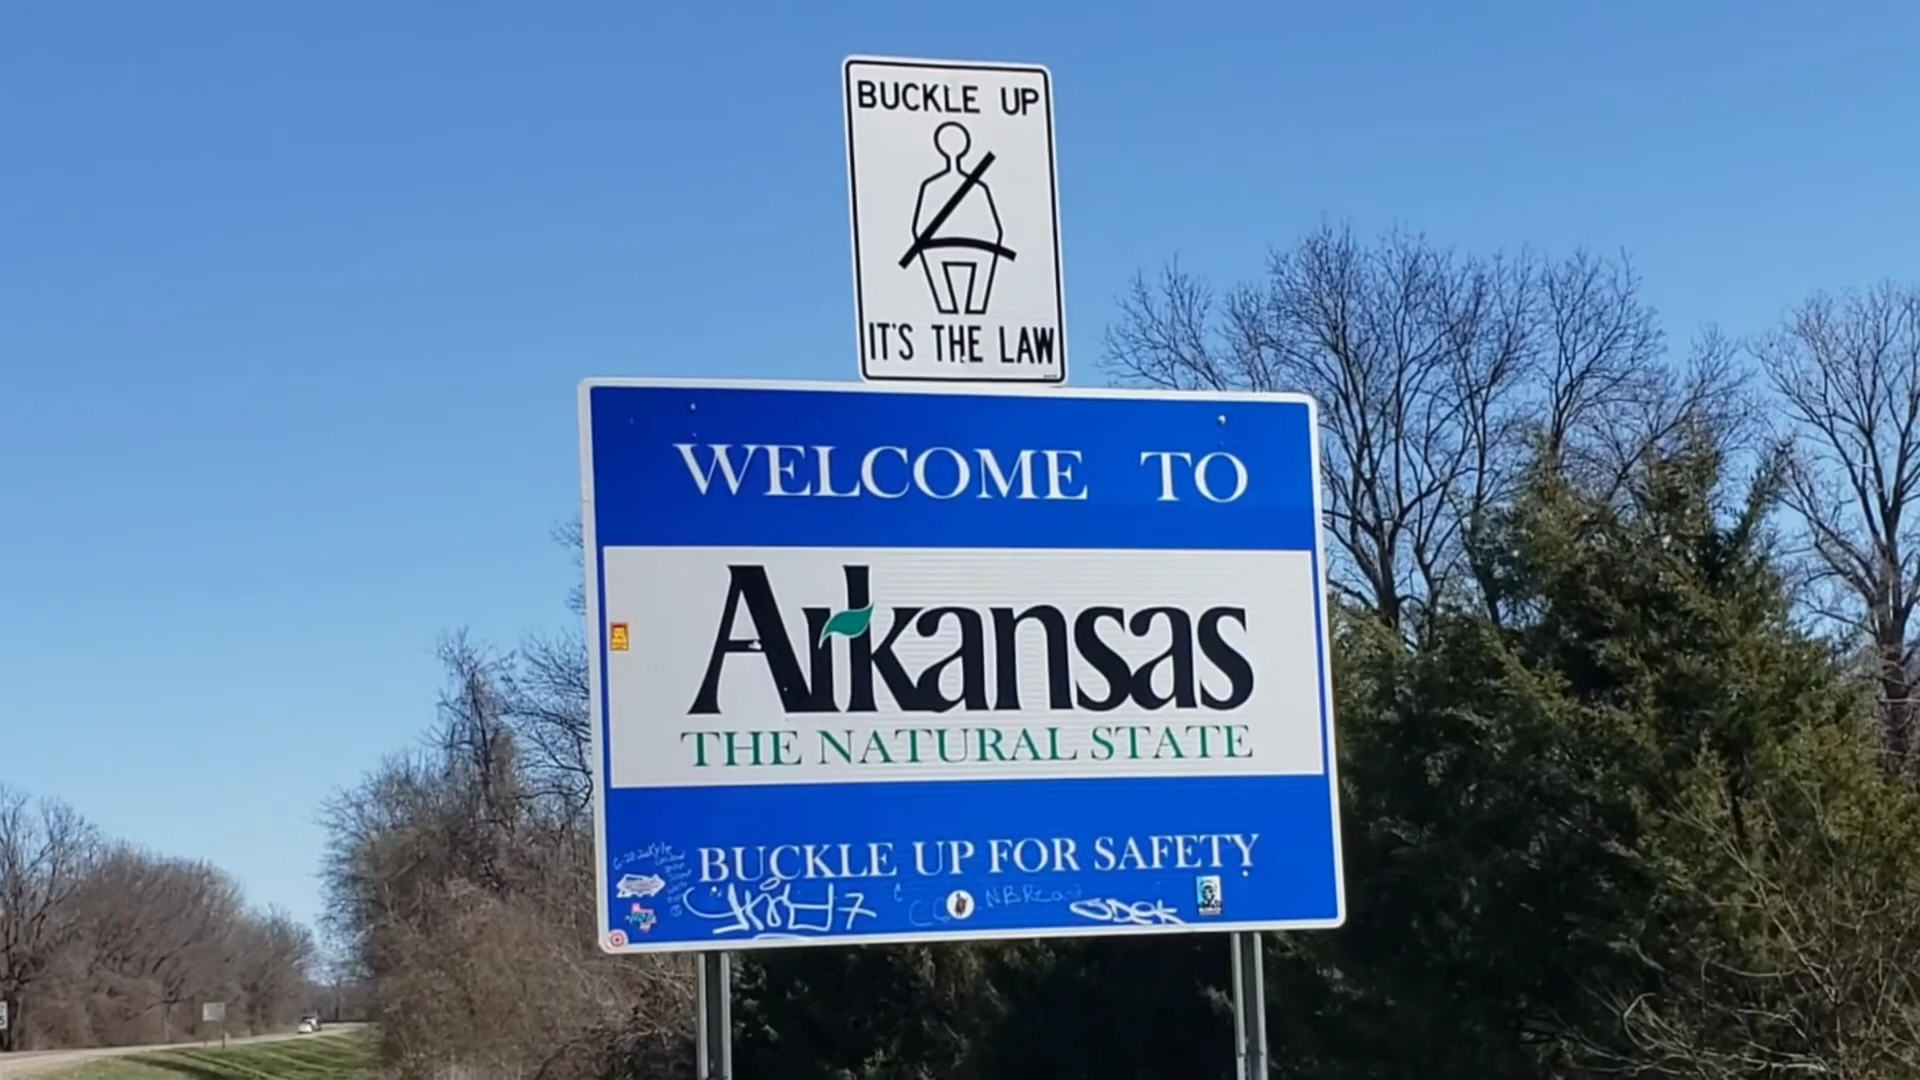 BUCKLE UP
IT'S THE LAW
WELCOME TO
Arkansas
THE NATURAL STATE
BUCKLE UP FOR SAFETY